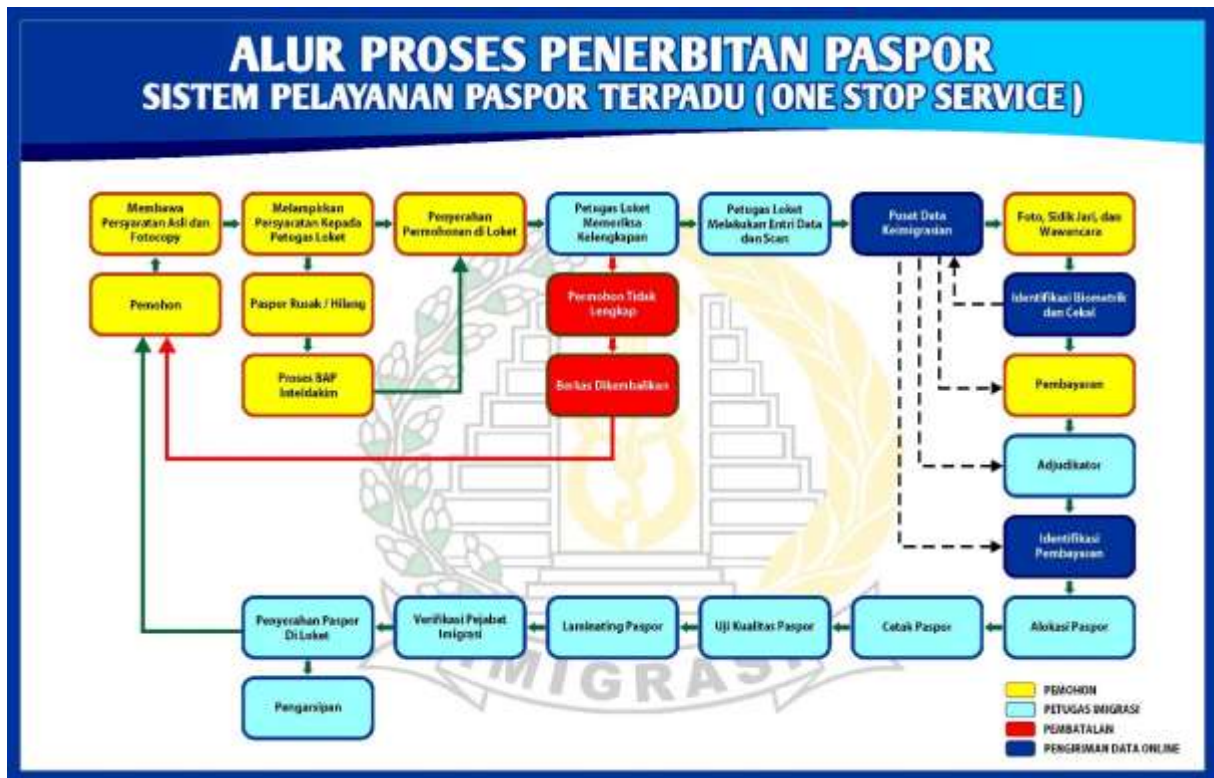 ALUR PROSES PENERBITAN PASPOR
SISTEM PELAYANAN PASPOR TERPADU ( ONE STOP SERVICE )
Membawa
Persyaratan Asli dan
Fotocopy
Melampirkan
Persyaratan Kepada
Petugas Loket
Penyerahan
Permohonan di Loket
Petugas Loket
Memeriksa
Kelengkapan
Petugas Loket
Melakukan Entri Data
dan Scan
Pusat Data
Keimigrasian
Foto, Sidik Jari, dan
Wawancara
Pemohon
Paspor Rusak / Hilang
Permohon Tidak
Lengkap
Identifikasi Biometrik
dan Cekal
Proses BAP
Inteldakim
Berkas Dikembalikan
Pembayaran
Adjudikator
Identifikasi
Pembayaran
Penyerahan Paspor
Di Loket
Verifikasi Pejabat
Imigrasi
Laminating Paspor
Uji Kualitas Paspor
Cetak Paspor
Alokasi Paspor
Pengarsipan
IMIGRASI
PEMOHON
PETUGAS IMIGRASI
PEMBATALAN
PENGIRIMAN DATA ONLINE